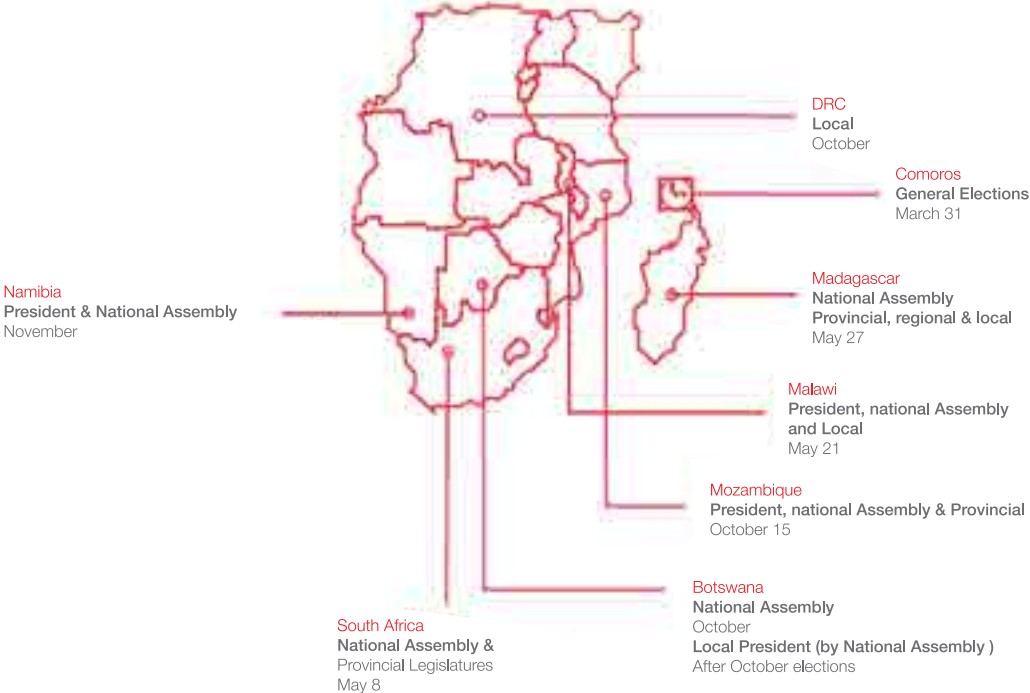 DRC
Local
October
Comoros
General Elections
March 31
Namibia
President & National Assembly
November
Madagascar
National Assembly
Provincial, regional & local
May 27
Malawi
President, national Assembly
and Local
May 21
Mozambique
President, national Assembly & Provincial
October 15
Botswana
National Assembly
October
Local President (by National Assembly )
After October elections
South Africa
National Assembly &
Provincial Legislatures
May 8